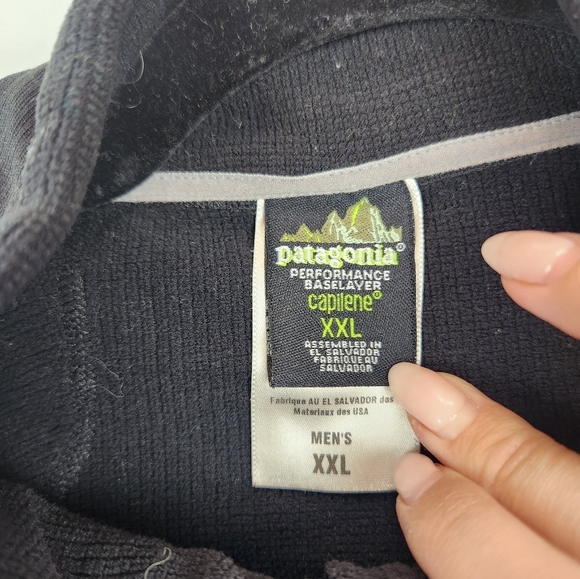 patagonia®
PERFORMANCE
BASELAYER
capilene®
XXL
ASSEMBLED IN
EL SALVADOR
FABRIQUE AU
SALVADOR
Fabrique AU EL SALVADOR des
Materiaux des USA
MEN'S
XXL